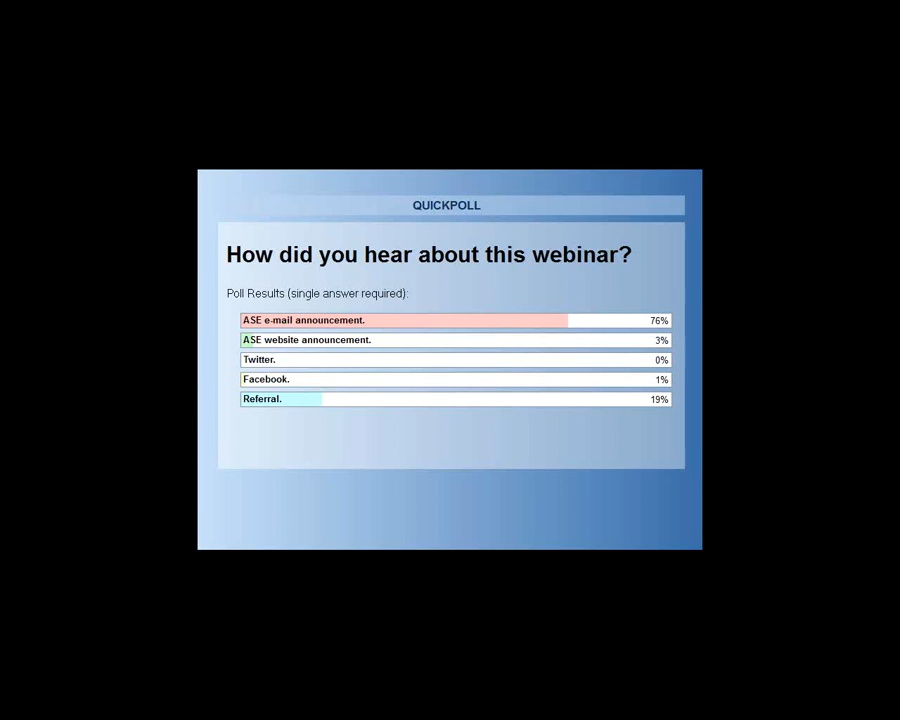 QUICKPOLL
How did you hear about this webinar?
Poll Results (single answer required):
ASE e-mail announcement. 76%
ASE website announcement. 3%
Twitter. 0%
Facebook. 1%
Referral. 19%